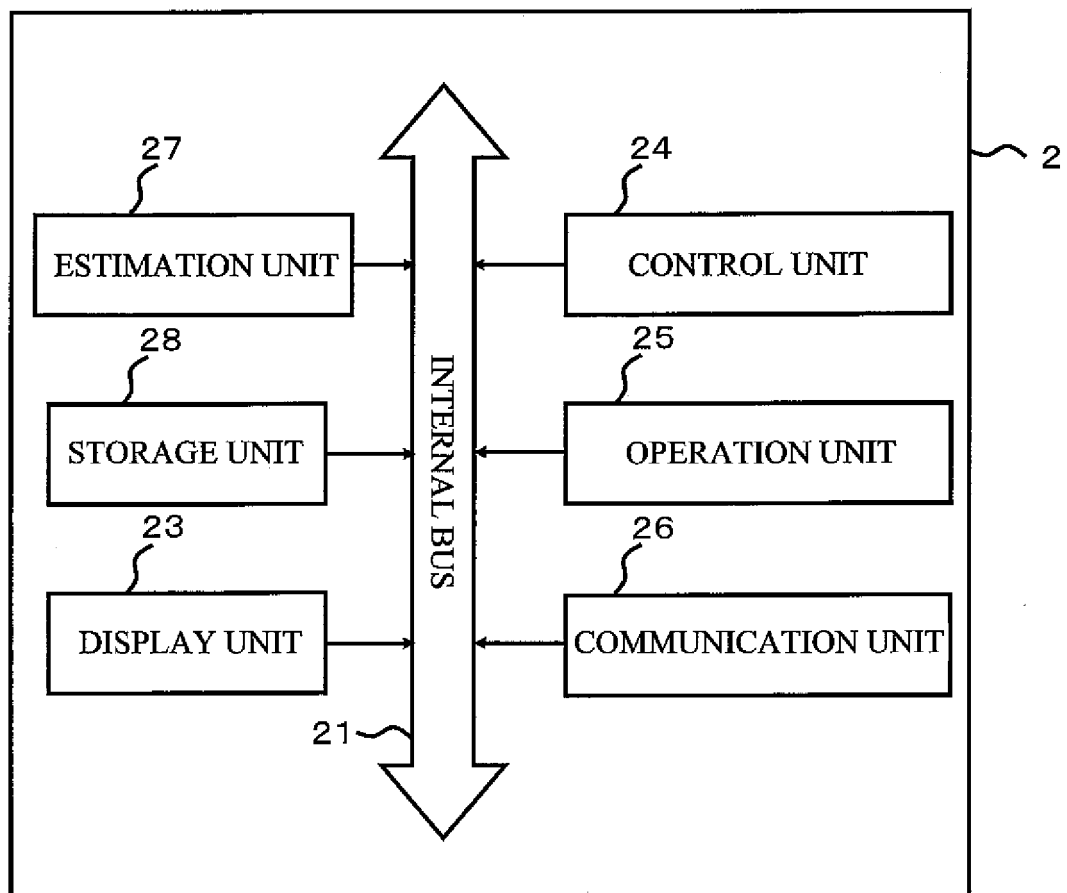 2
27
ESTIMATION UNIT
24
CONTROL UNIT
28
STORAGE UNIT
25
OPERATION UNIT
INTERNAL BUS
23
DISPLAY UNIT
26
COMMUNICATION UNIT
21